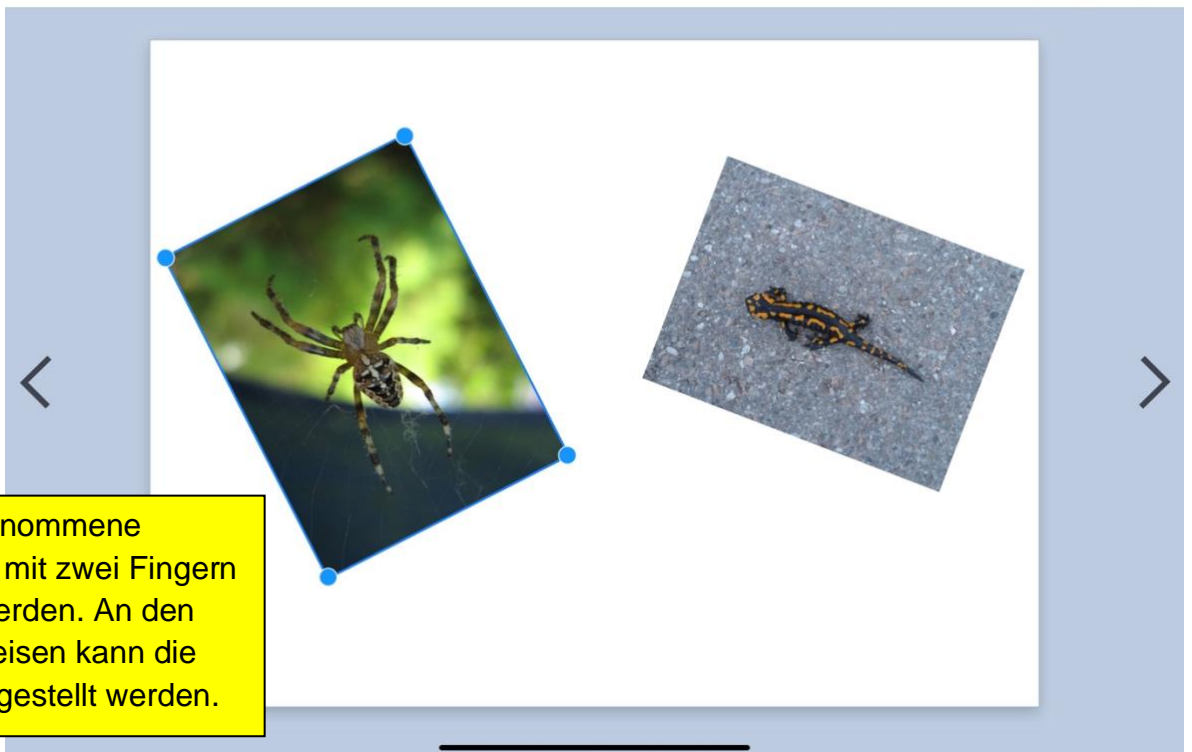 nommene
mit zwei Fingern
erden. An den
eisen kann die
gestellt werden.